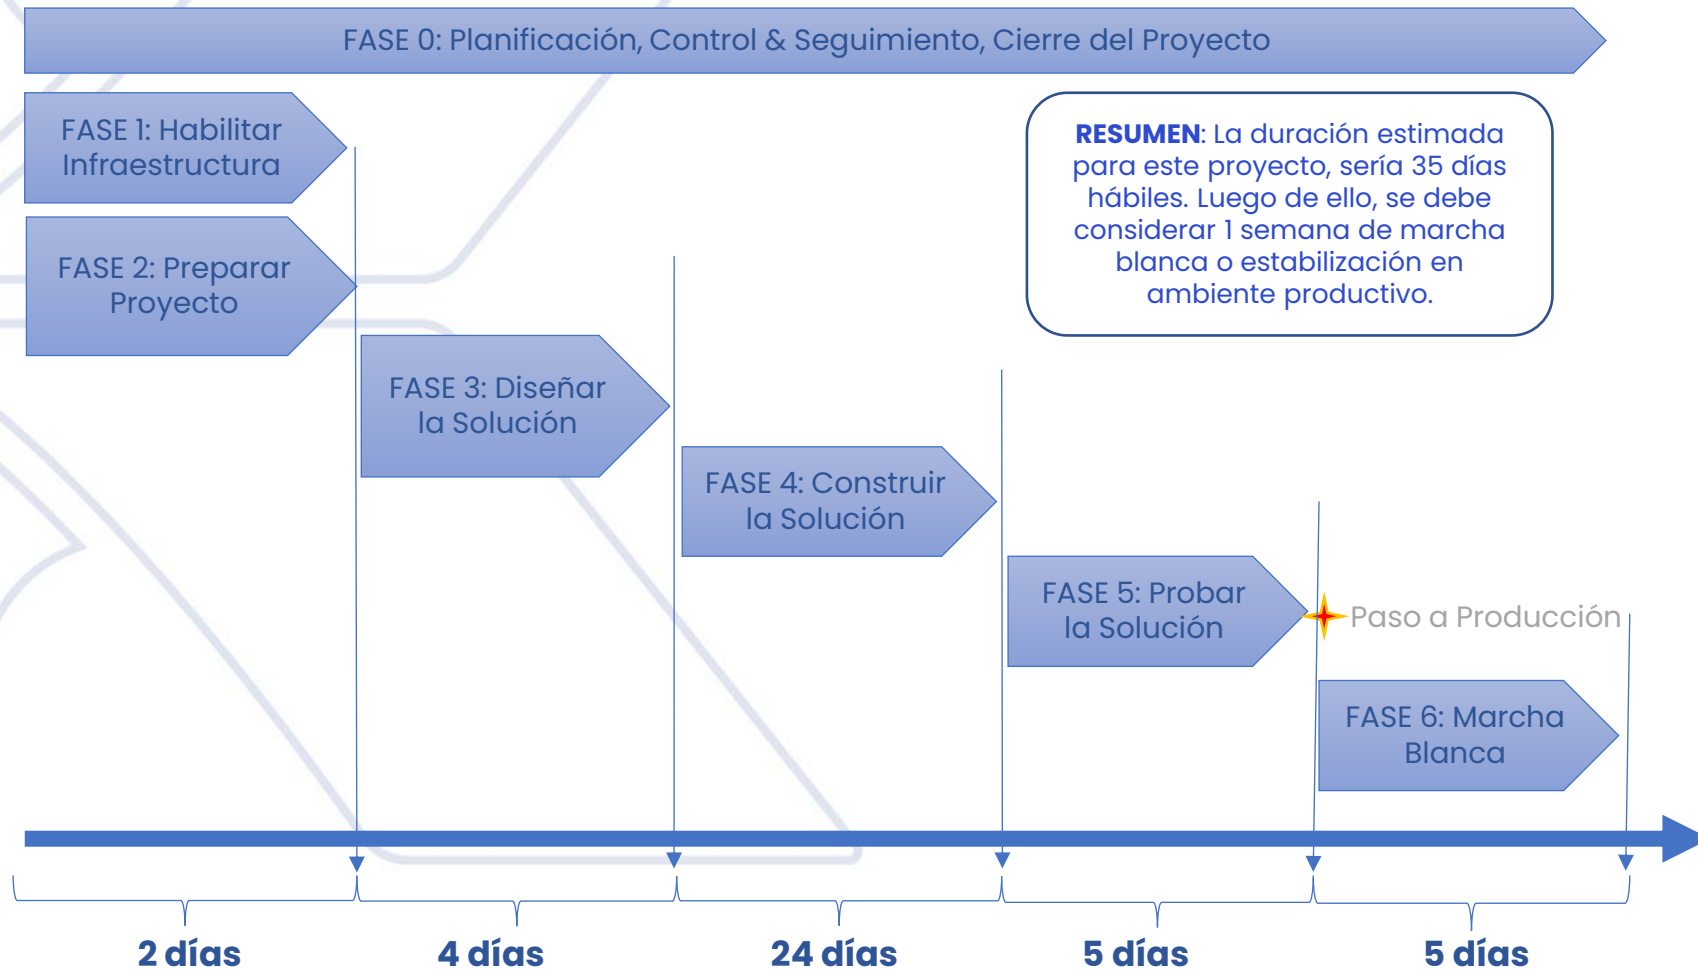 FASE 0: Planificación, Control & Seguimiento, Cierre del Proyecto
FASE 1: Habilitar
Infraestructura
RESUMEN: La duración estimada
para este proyecto, sería 35 días
hábiles. Luego de ello, se debe
considerar 1 semana de marcha
blanca o estabilización en
ambiente productivo.
FASE 2: Preparar
Proyecto
FASE 3: Diseñar
la Solución
FASE 4: Construir
la Solución
FASE 5: Probar
la Solución
Paso a Producción
FASE 6: Marcha
Blanca
2 días
4 días
24 días
5 días
5 días